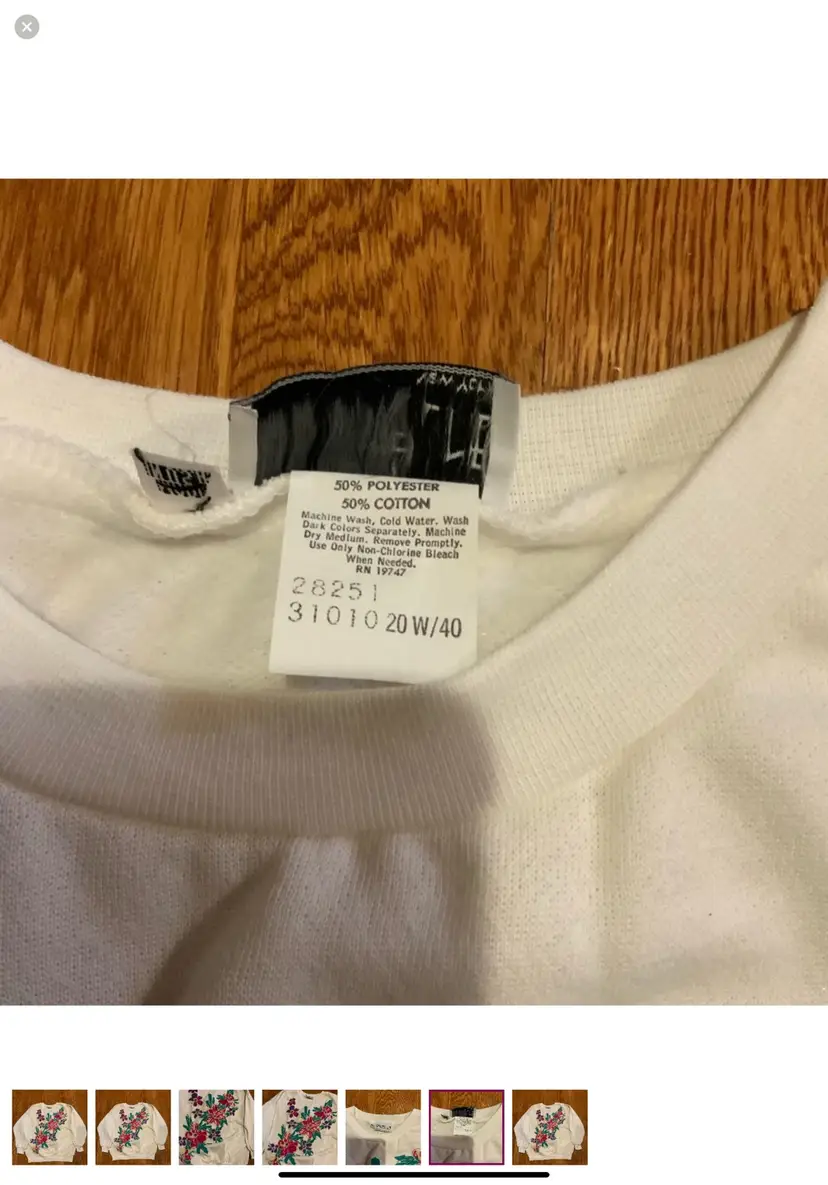 50% POLYESTER
50% COTTON
Machine Wash, Cold Water. Wash
Dark Colors Separately. Machine
Dry Medium. Remove Promptly.
Use Only Non-Chlorine Bleach
When Needed.
RN 19747
28251
31010 20W/40